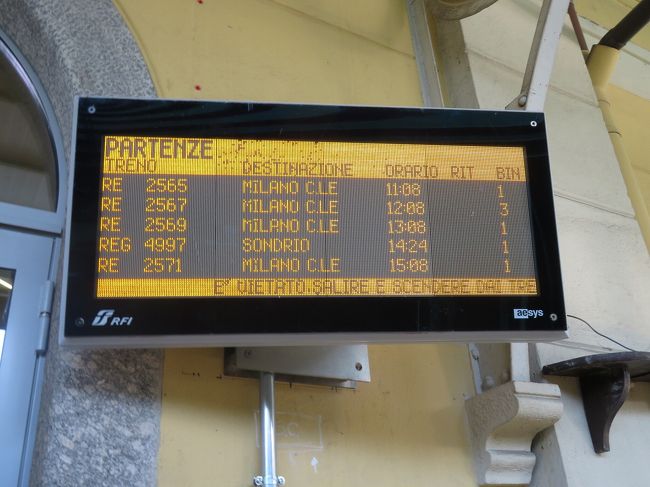 PARTENZE
TRENO DESTINAZIONE ORARIO RIT BIN
RE 2565 MILANO C.LE 11:08 1
RE 2567 MILANO C.LE 12:08 3
RE 2569 MILANO C.LE 13:08 1
REG 4997 SONDRIO 14:24 1
RE 2571 MILANO C.LE 15:08 1
E' VIETATO SALIRE E SCENDERE DAI TRE
RFI
aesys